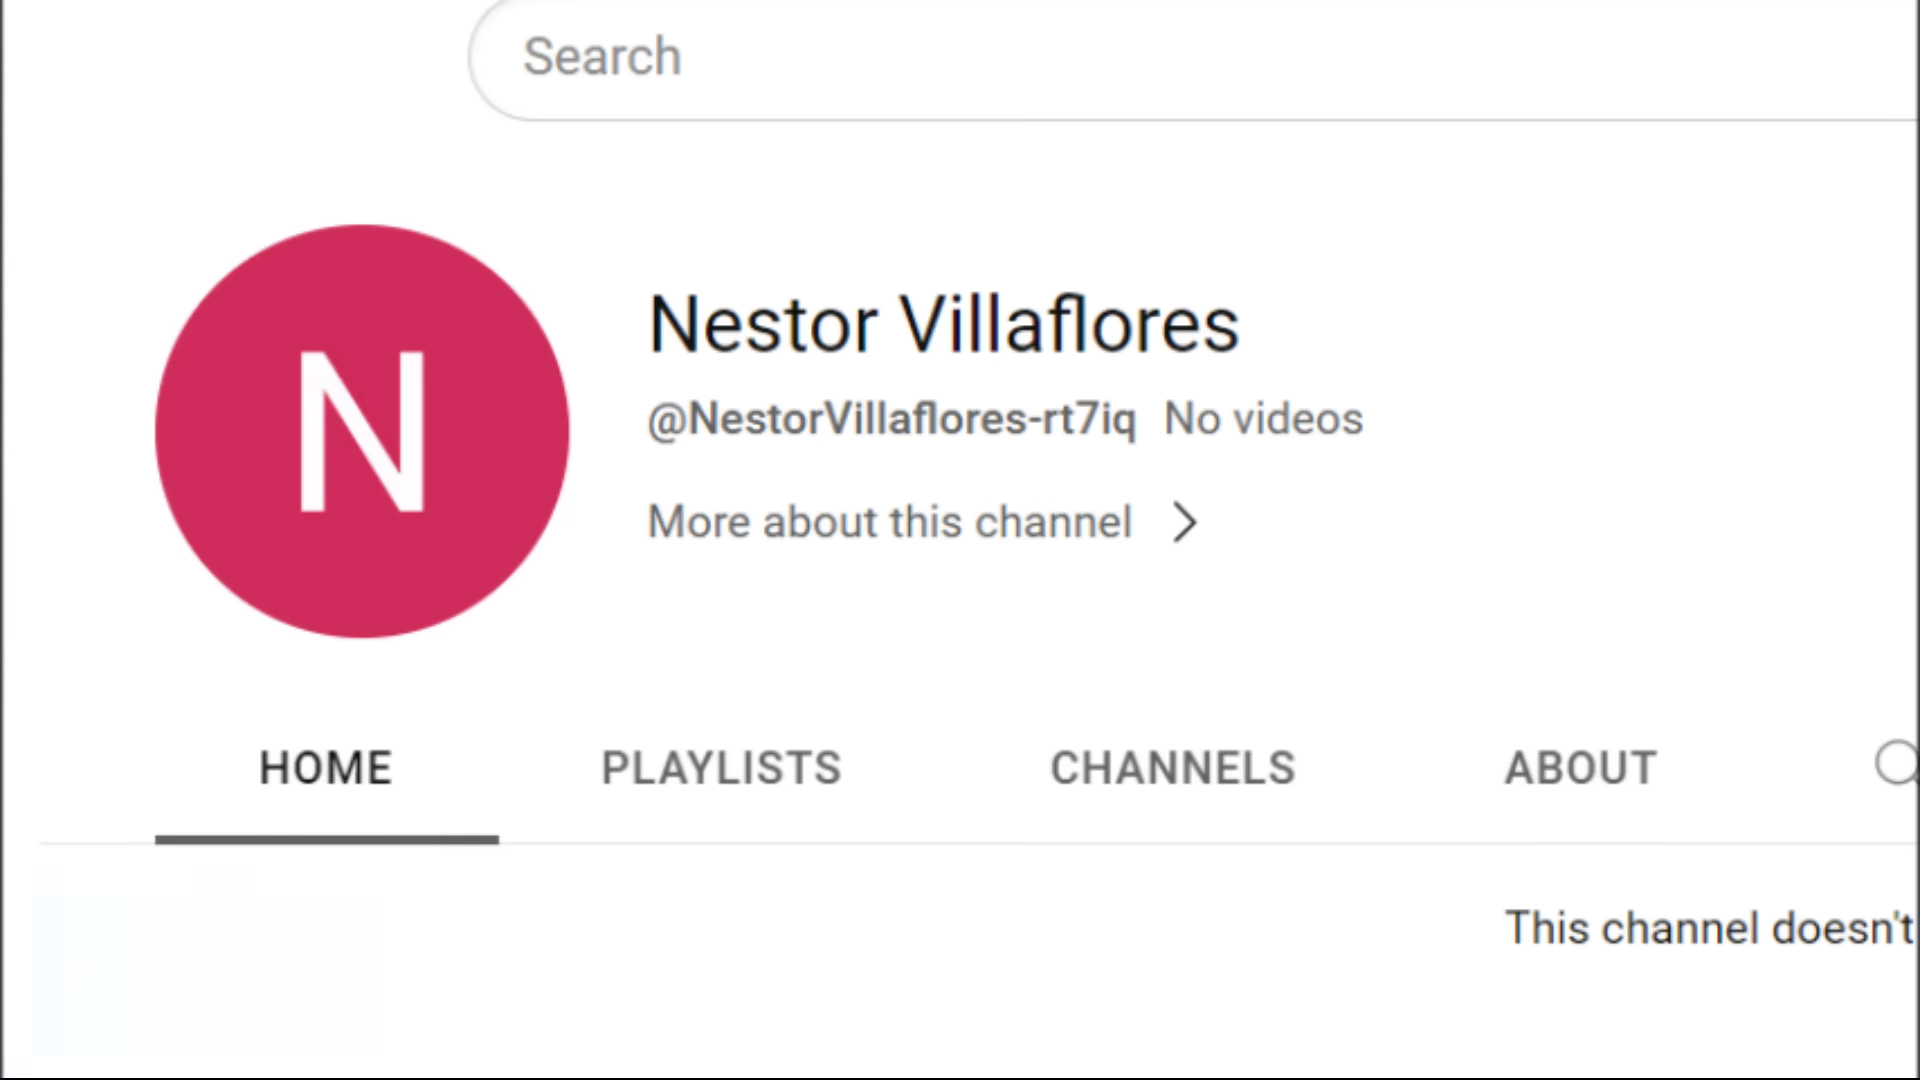 Search
N
Nestor Villaflores
@NestorVillaflores-rt7iq No videos
More about this channel
HOME PLAYLISTS CHANNELS ABOUT
This channel doesn't